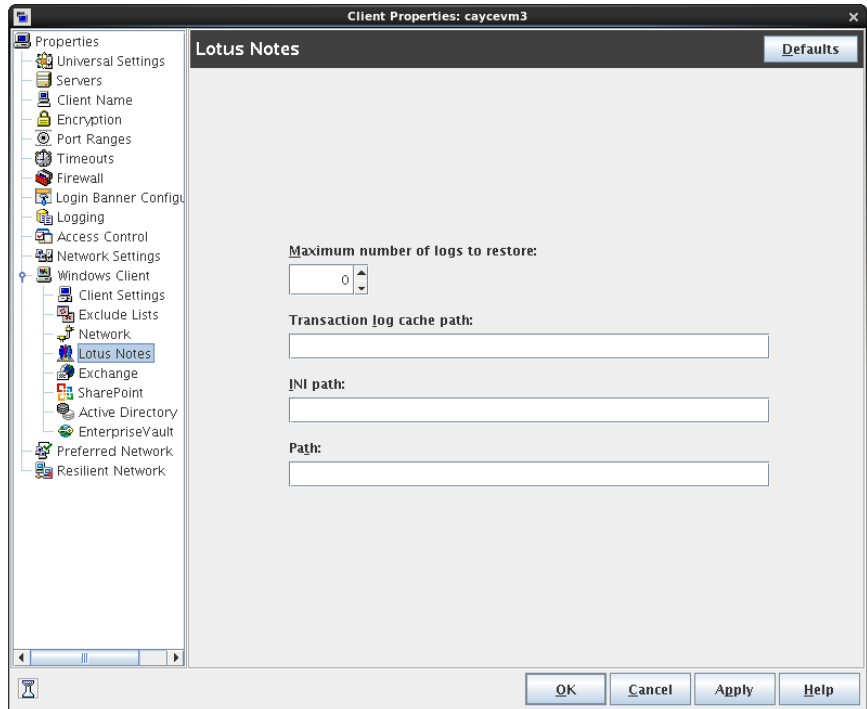 Client Properties: caycevm3
Properties
Universal Settings
Servers
Client Name
Encryption
Port Ranges
Timeouts
Firewall
Login Banner Configu
Logging
Access Control
Network Settings
Windows Client
Client Settings
Exclude Lists
Network
Lotus Notes
Exchange
SharePoint
Active Directory
EnterpriseVault
Preferred Network
Resilient Network
Lotus Notes
Defaults
Maximum number of logs to restore:
0
Transaction log cache path:
INI path:
Path:
OK
Cancel
Apply
Help